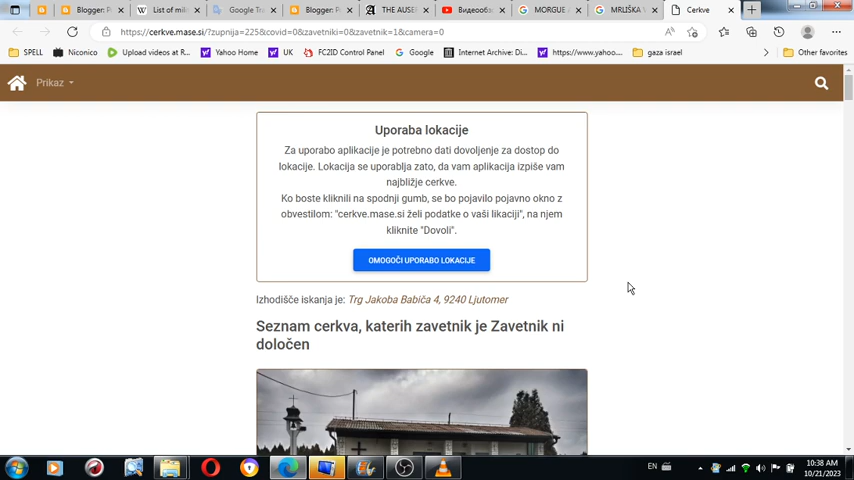 Blogger: P
List of mili
Google Tra
Blogger: P
THE AUSE
Видеообз
MORGUE
MRLIŠKA V
Cerkve
https://cerkve.mase.si/?zupnija=225&covid=0&zavetniki=0&zavetnik=1&camera=0
SPELL
Niconico
Upload videos at R...
Yahoo Home
UK
FC2ID Control Panel
Google
Internet Archive: Di...
https://www.yahoo....
gaza israel
Other favorites
Prikaz
Uporaba lokacije
Za uporabo aplikacije je potrebno dati dovoljenje za dostop do
lokacije. Lokacija se uporablja zato, da vam aplikacija izpiše vam
najbližje cerkve.
Ko boste kliknili na spodnji gumb, se bo pojavilo pojavno okno z
obvestilom: "cerkve.mase.si želi podatke o vaši likaciji", na njem
kliknite "Dovoli".
OMOGOČI UPORABO LOKACIJE
Izhodišče iskanja je: Trg Jakoba Babiča 4, 9240 Ljutomer
Seznam cerkva, katerih zavetnik je Zavetnik ni
določen
EN
10:38 AM
10/21/2023